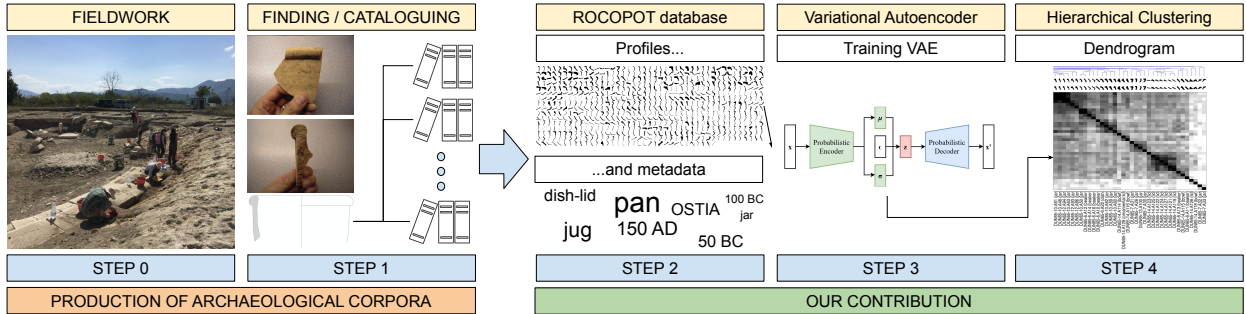 FIELDWORK
FINDING / CATALOGUING
ROCOPOT database
Variational Autoencoder
Hierarchical Clustering
Profiles...
Training VAE
Dendrogram
x
Probabilistic
Encoder
μ
ϵ
σ
z
Probabilistic
Decoder
x'
...and metadata
dish-lid
pan
OSTIA
100 BC
jar
jug
150 AD
50 BC
STEP 0
STEP 1
STEP 2
STEP 3
STEP 4
PRODUCTION OF ARCHAEOLOGICAL CORPORA
OUR CONTRIBUTION